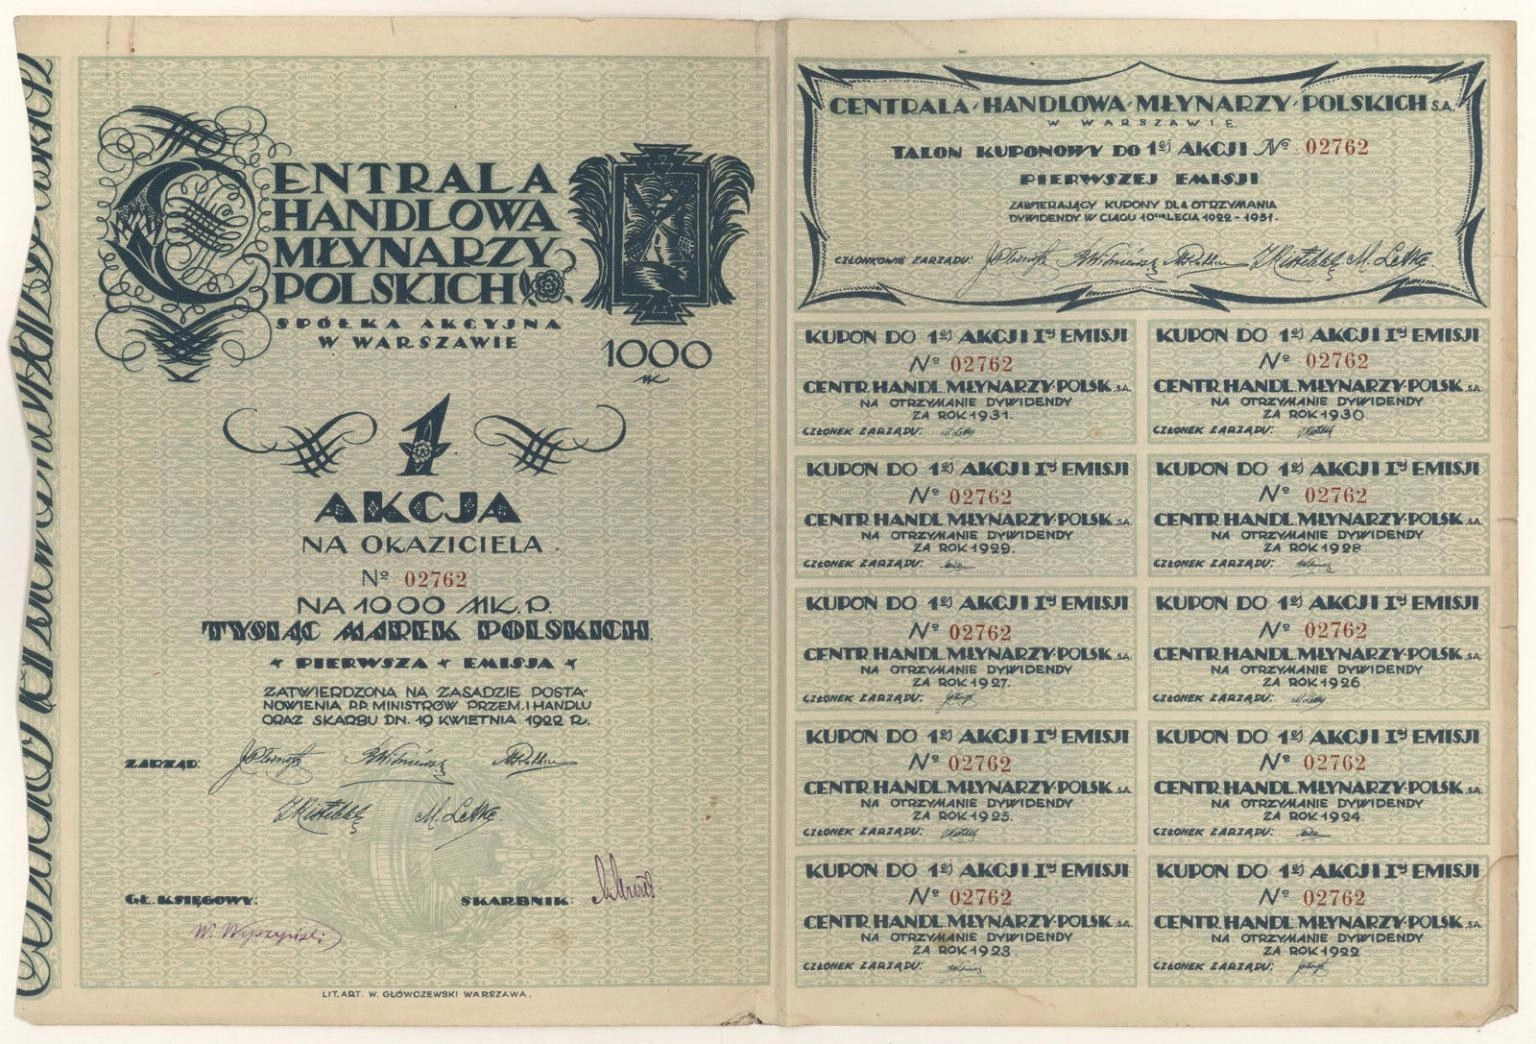 CENTRALA
HANDLOWA
MŁYNARZY
POLSKICH
SPÓŁKA AKCYJNA
W WARSZAWIE
1000
MK
1
AKCJA
NA OKAZICIELA.
Nº 02762
NA 1000 MK. P.
TYSIĄC MAREK POLSKICH.
PIERWSZA EMISJA
ZATWIERDZONA NA ZASADZIE POSTA-
NOWIENIA P.P. MINISTRÓW PRZEM. I HANDLU
ORAZ SKARBU DN. 19 KWIETNIA 1922 R.
ZARZĄD:
M. Letkę
GŁ. KSIĘGOWY:
SKARBNIK:
W. Wyszyński
LIT. ART. W. GŁÓWCZEWSKI WARSZAWA.
CENTRALA HANDLOWA MŁYNARZY POLSKICH S.A.
W WARSZAWIE
TALON KUPONOWY DO 1ej AKCJI Nº 02762
PIERWSZEJ EMISJI
ZAWIERAJĄCY KUPONY DLA OTRZYMANIA
DYWIDENDY W CIĄGU 10CIULECIA 1922-1931.
CZŁONKOWIE ZARZĄDU: M. Letkę
KUPON DO 1ej AKCJI Iej EMISJI
Nº 02762
CENTR. HANDL. MŁYNARZY POLSK. S.A.
NA OTRZYMANIE DYWIDENDY
ZA ROK 1931.
CZŁONEK ZARZĄDU:
KUPON DO 1ej AKCJI Iej EMISJI
Nº 02762
CENTR. HANDL. MŁYNARZY POLSK. S.A.
NA OTRZYMANIE DYWIDENDY
ZA ROK 1930.
CZŁONEK ZARZĄDU:
KUPON DO 1ej AKCJI Iej EMISJI
Nº 02762
CENTR. HANDL. MŁYNARZY POLSK. S.A.
NA OTRZYMANIE DYWIDENDY
ZA ROK 1929.
CZŁONEK ZARZĄDU:
KUPON DO 1ej AKCJI Iej EMISJI
Nº 02762
CENTR. HANDL. MŁYNARZY POLSK. S.A.
NA OTRZYMANIE DYWIDENDY
ZA ROK 1928
CZŁONEK ZARZĄDU:
KUPON DO 1ej AKCJI Iej EMISJI
Nº 02762
CENTR. HANDL. MŁYNARZY POLSK. S.A.
NA OTRZYMANIE DYWIDENDY
ZA ROK 1927.
CZŁONEK ZARZĄDU:
KUPON DO 1ej AKCJI Iej EMISJI
Nº 02762
CENTR. HANDL. MŁYNARZY POLSK. S.A.
NA OTRZYMANIE DYWIDENDY
ZA ROK 1926
CZŁONEK ZARZĄDU:
KUPON DO 1ej AKCJI Iej EMISJI
Nº 02762
CENTR. HANDL. MŁYNARZY POLSK. S.A.
NA OTRZYMANIE DYWIDENDY
ZA ROK 1925.
CZŁONEK ZARZĄDU:
KUPON DO 1ej AKCJI Iej EMISJI
Nº 02762
CENTR. HANDL. MŁYNARZY POLSK. S.A.
NA OTRZYMANIE DYWIDENDY
ZA ROK 1924.
CZŁONEK ZARZĄDU:
KUPON DO 1ej AKCJI Iej EMISJI
Nº 02762
CENTR. HANDL. MŁYNARZY POLSK. S.A.
NA OTRZYMANIE DYWIDENDY
ZA ROK 1923.
CZŁONEK ZARZĄDU:
KUPON DO 1ej AKCJI Iej EMISJI
Nº 02762
CENTR. HANDL. MŁYNARZY POLSK. S.A.
NA OTRZYMANIE DYWIDENDY
ZA ROK 1922
CZŁONEK ZARZĄDU: